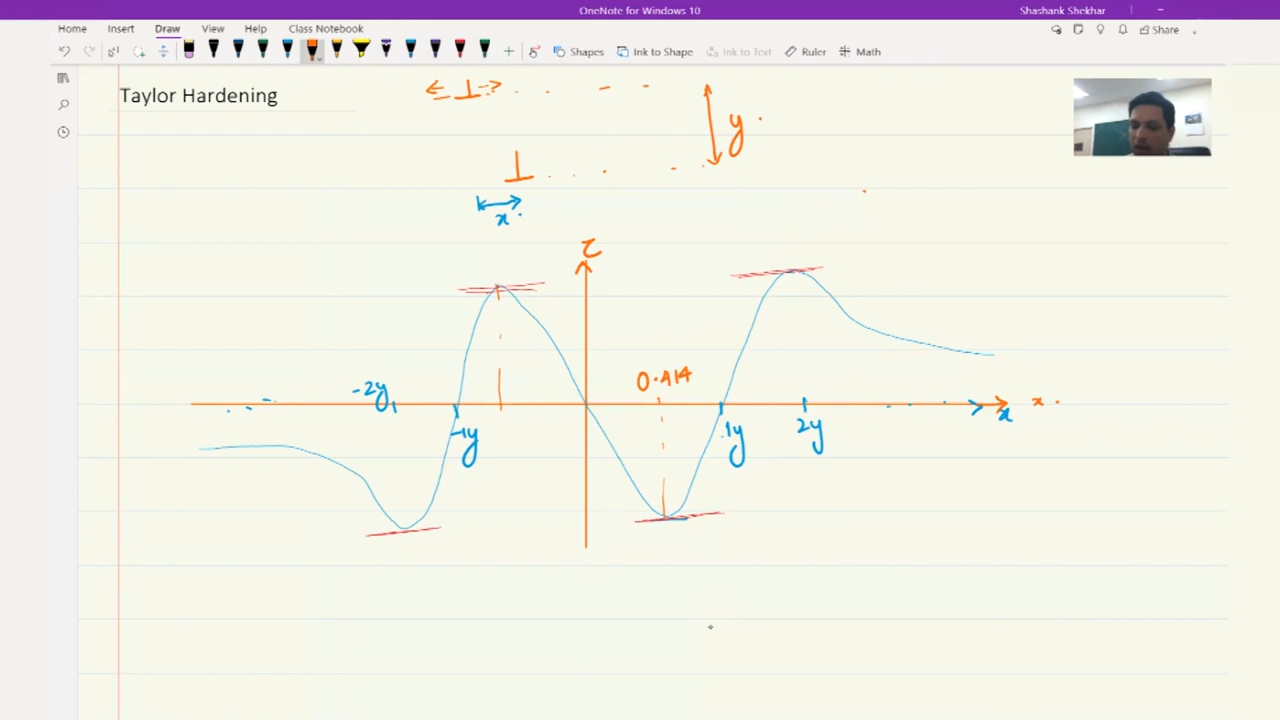 OneNote for Windows 10
Shashank Shekhar
Home Insert Draw View Help Class Notebook
Share
Shapes Ink to Shape Ink to Text Ruler Math
Taylor Hardening
y
x
τ
0.414
-2y
x
x
-1y
1y
2y